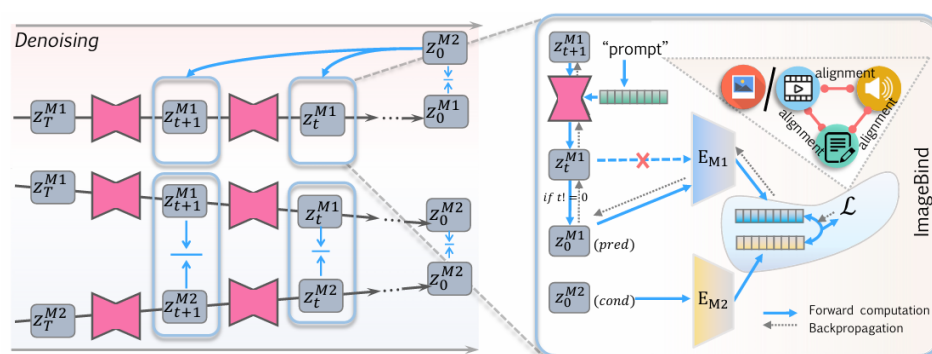 Denoising
z_0^{M2}
z_T^{M1}
z_{t+1}^{M1}
z_t^{M1}
z_0^{M1}
z_{t+1}^{M1}
z_t^{M1}
z_0^{M2}
z_0^{M2}
z_T^{M2}
z_{t+1}^{M2}
z_t^{M2}
z_{t+1}^{M1}
"prompt"
alignment
alignment
alignment
z_t^{M1}
E_{M1}
if t! = 0
z_0^{M1} (pred)
ℒ
z_0^{M2} (cond)
E_{M2}
ImageBind
Forward computation
Backpropagation